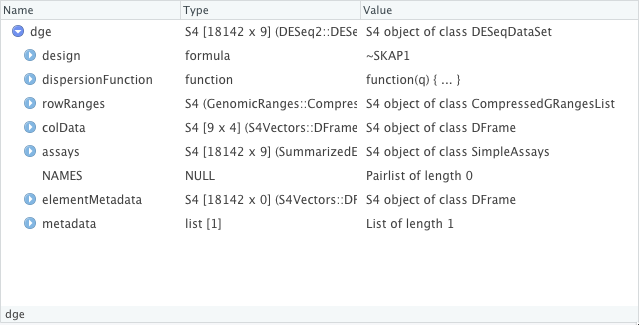 Name Type Value
dge S4 [18142 x 9] (DESeq2::DESe S4 object of class DESeqDataSet
design formula ~SKAP1
dispersionFunction function function(q) { ... }
rowRanges S4 (GenomicRanges::Compres S4 object of class CompressedGRangesList
colData S4 [9 x 4] (S4Vectors::DFrame S4 object of class DFrame
assays S4 [18142 x 9] (SummarizedE S4 object of class SimpleAssays
NAMES NULL Pairlist of length 0
elementMetadata S4 [18142 x 0] (S4Vectors::DF S4 object of class DFrame
metadata list [1] List of length 1
dge